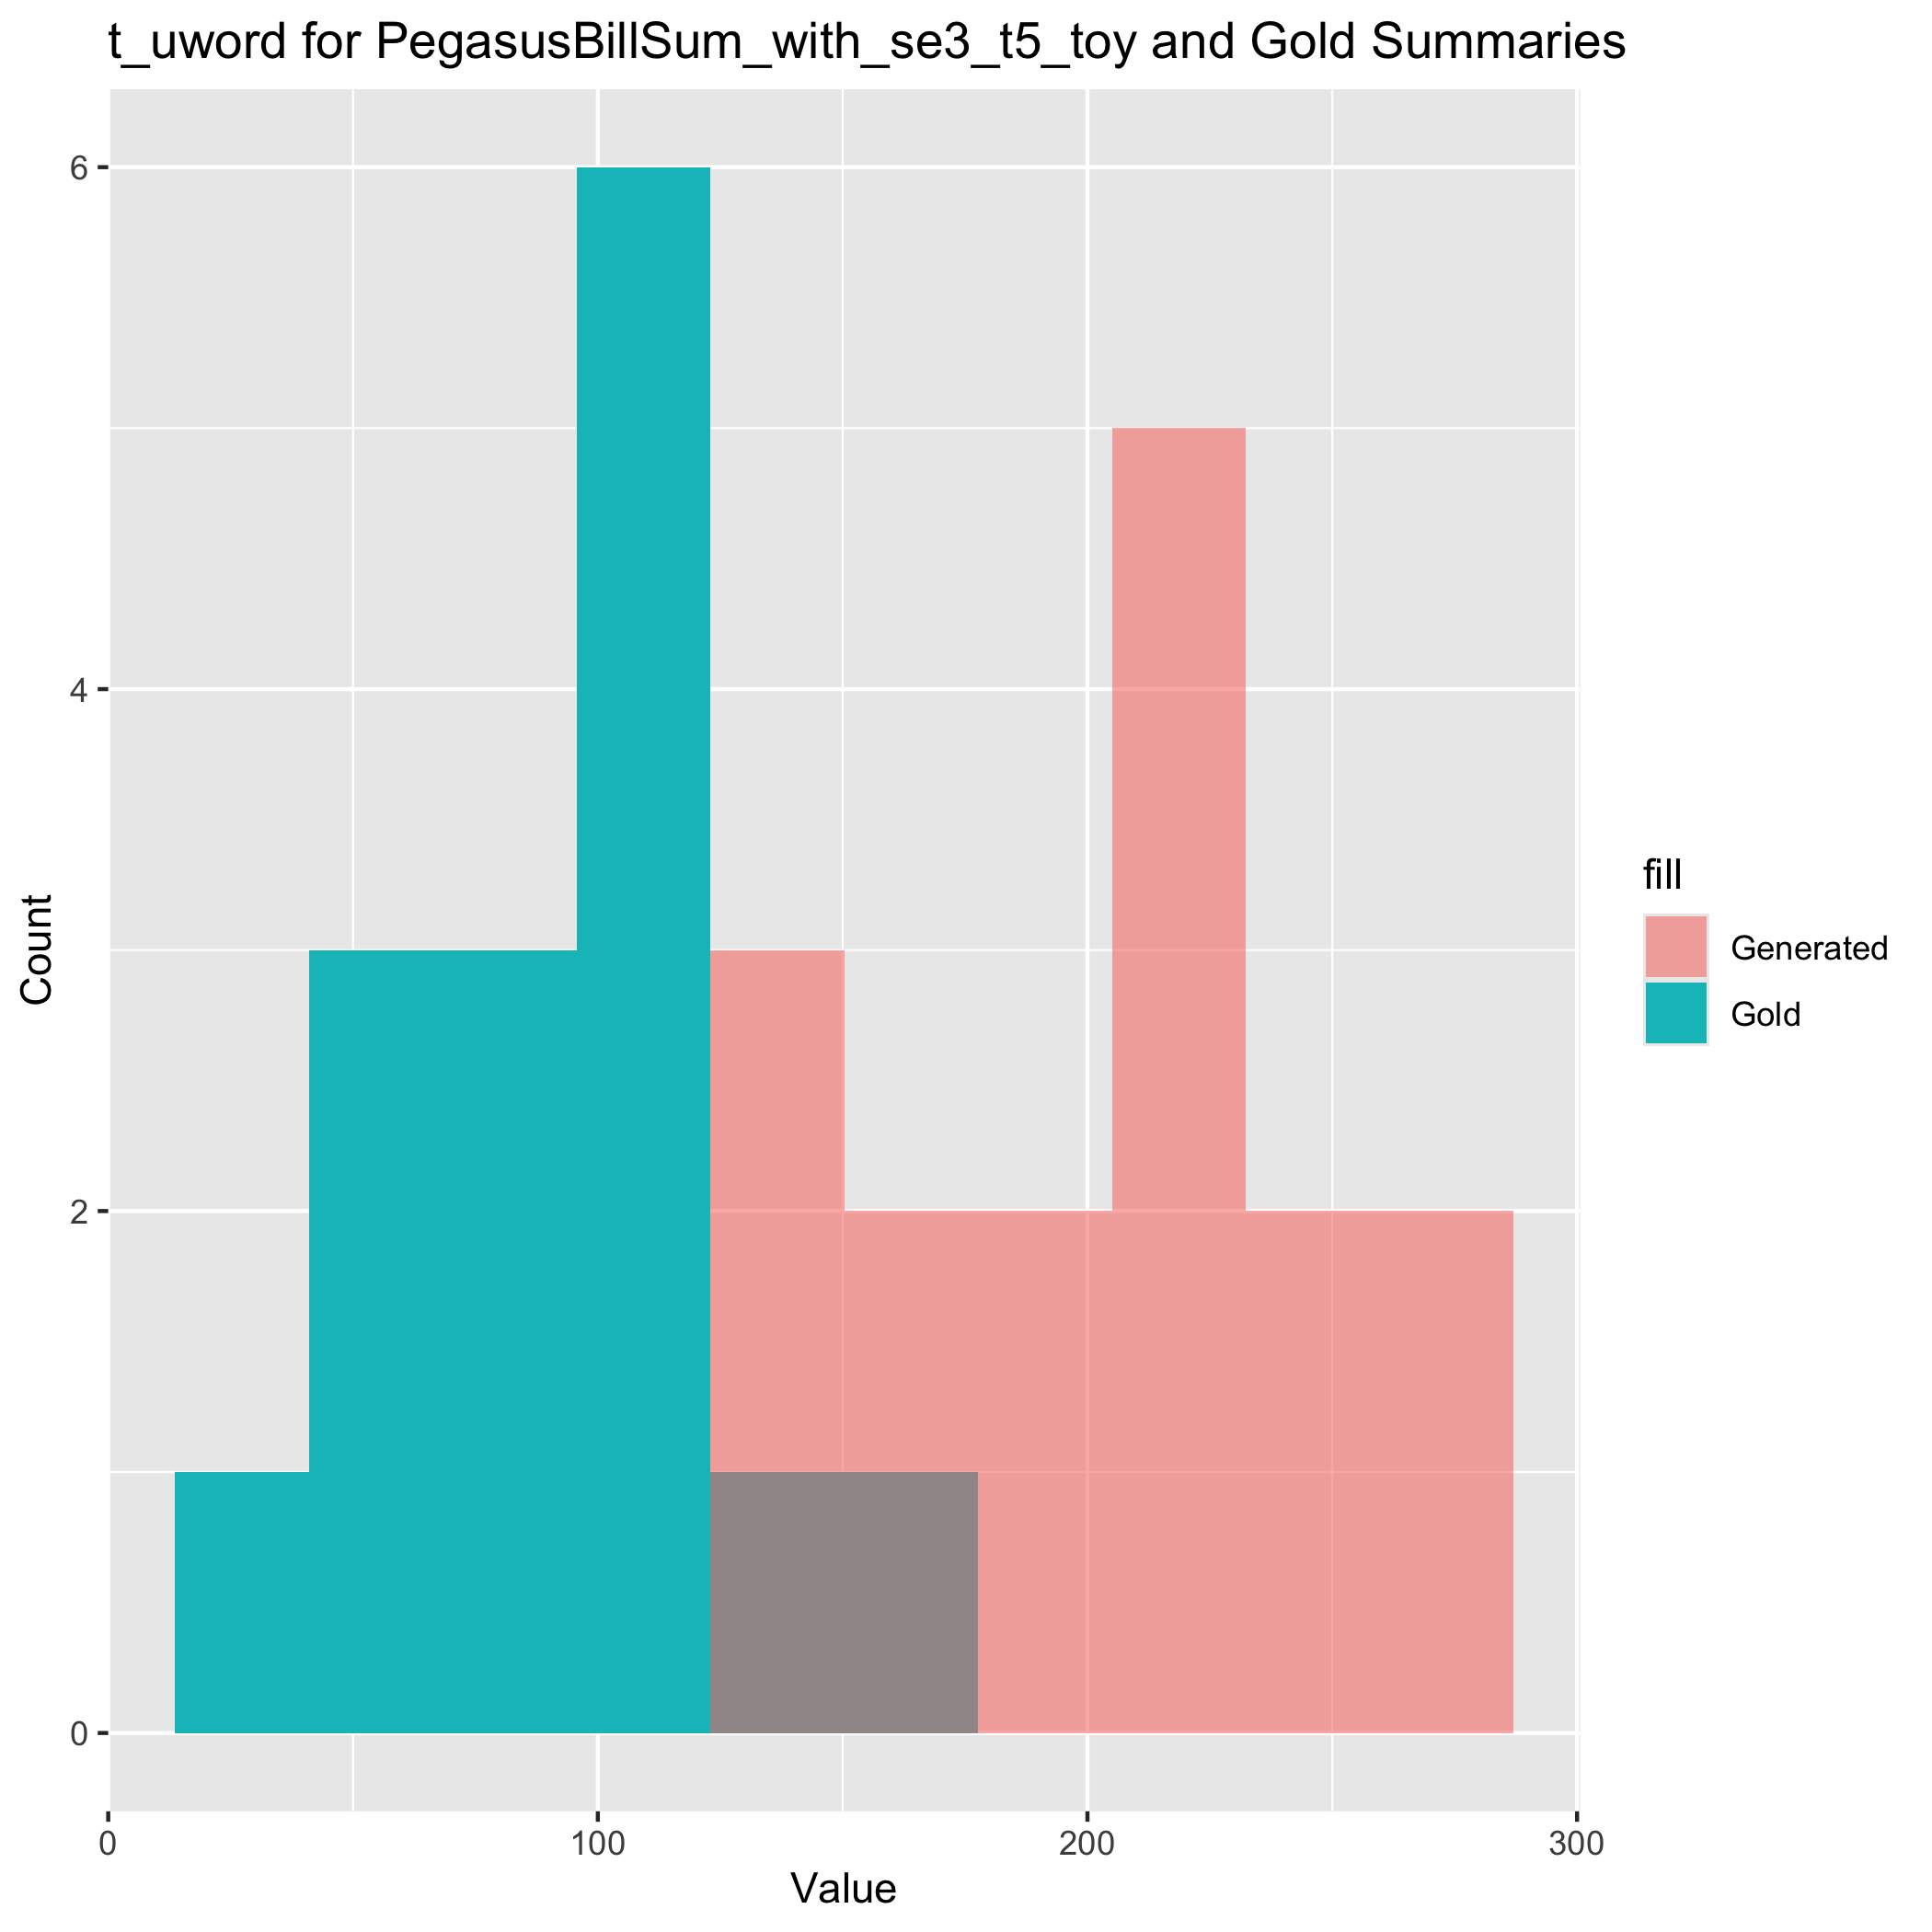 t_uword for PegasusBillSum_with_se3_t5_toy and Gold Summaries
6
4
2
0
Count
0 100 200 300
Value
fill
Generated
Gold